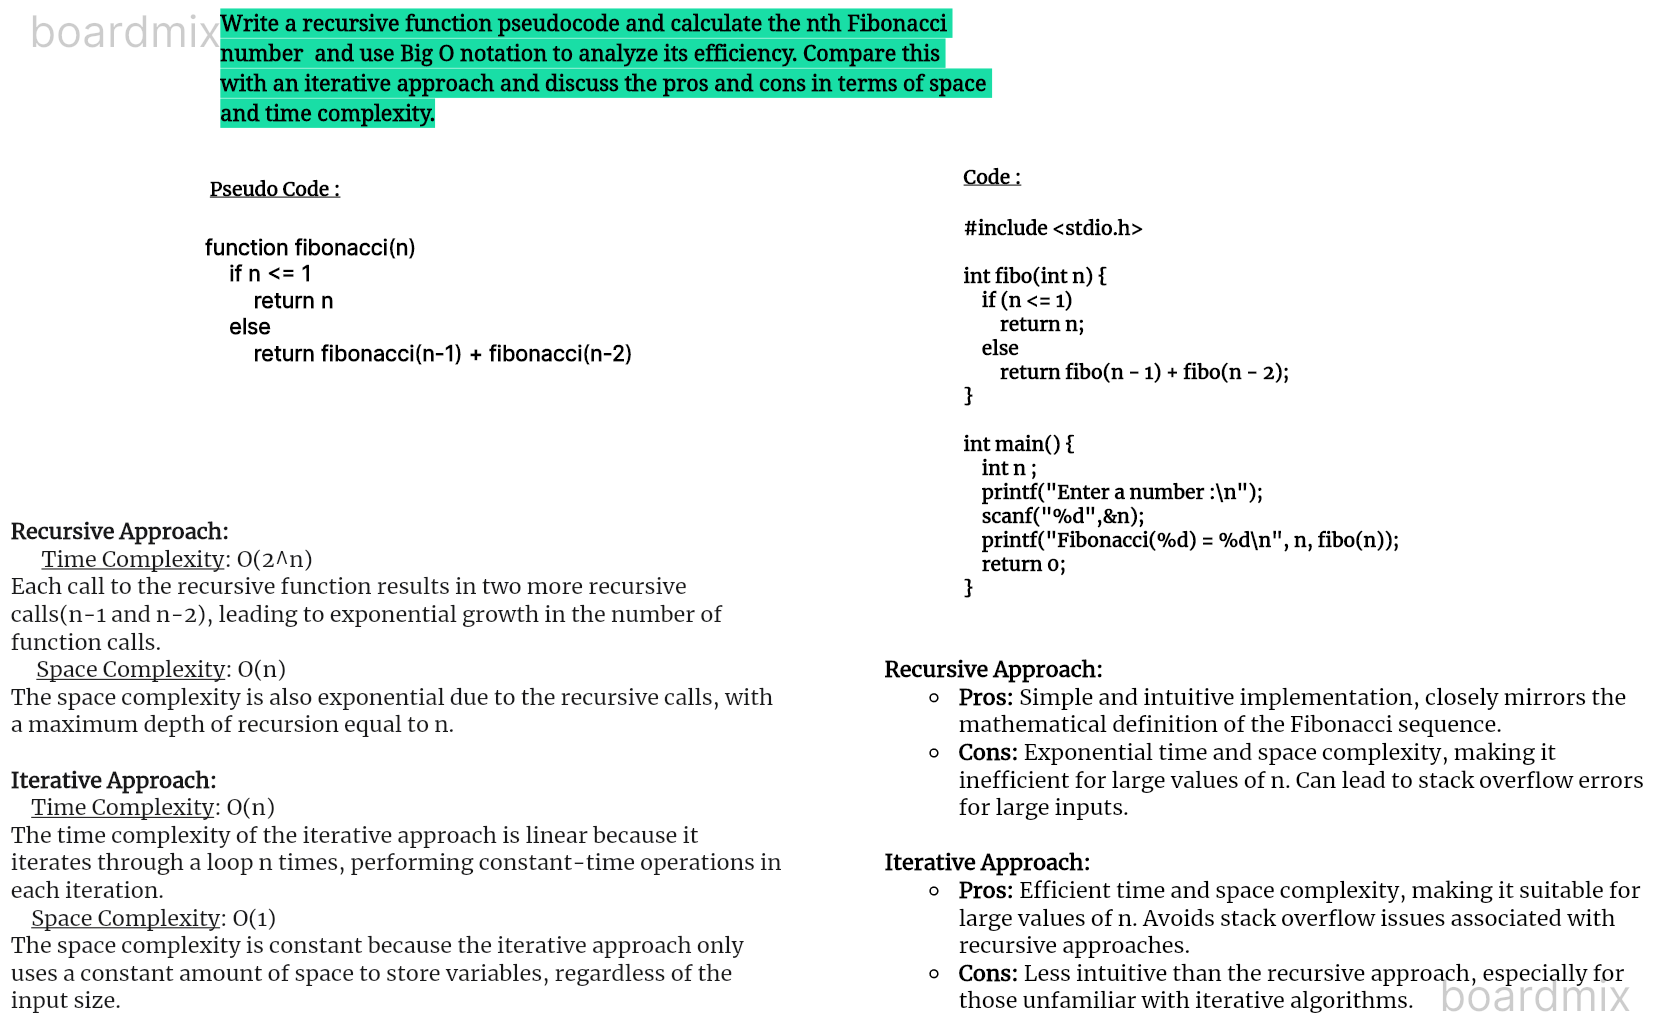 boardmix
Write a recursive function pseudocode and calculate the nth Fibonacci
number  and use Big O notation to analyze its efficiency. Compare this
with an iterative approach and discuss the pros and cons in terms of space
and time complexity.
Pseudo Code :
function fibonacci(n)
    if n <= 1
        return n
    else
        return fibonacci(n-1) + fibonacci(n-2)
Code :
#include <stdio.h>
int fibo(int n) {
    if (n <= 1)
        return n;
    else
        return fibo(n - 1) + fibo(n - 2);
}
int main() {
    int n ;
    printf("Enter a number :\n");
    scanf("%d",&n);
    printf("Fibonacci(%d) = %d\n", n, fibo(n));
    return 0;
}
Recursive Approach:
Time Complexity: O(2^n)
Each call to the recursive function results in two more recursive
calls(n-1 and n-2), leading to exponential growth in the number of
function calls.
Space Complexity: O(n)
The space complexity is also exponential due to the recursive calls, with
a maximum depth of recursion equal to n.
Iterative Approach:
Time Complexity: O(n)
The time complexity of the iterative approach is linear because it
iterates through a loop n times, performing constant-time operations in
each iteration.
Space Complexity: O(1)
The space complexity is constant because the iterative approach only
uses a constant amount of space to store variables, regardless of the
input size.
Recursive Approach:
○ Pros: Simple and intuitive implementation, closely mirrors the
mathematical definition of the Fibonacci sequence.
○ Cons: Exponential time and space complexity, making it
inefficient for large values of n. Can lead to stack overflow errors
for large inputs.
Iterative Approach:
○ Pros: Efficient time and space complexity, making it suitable for
large values of n. Avoids stack overflow issues associated with
recursive approaches.
○ Cons: Less intuitive than the recursive approach, especially for
those unfamiliar with iterative algorithms.
boardmix